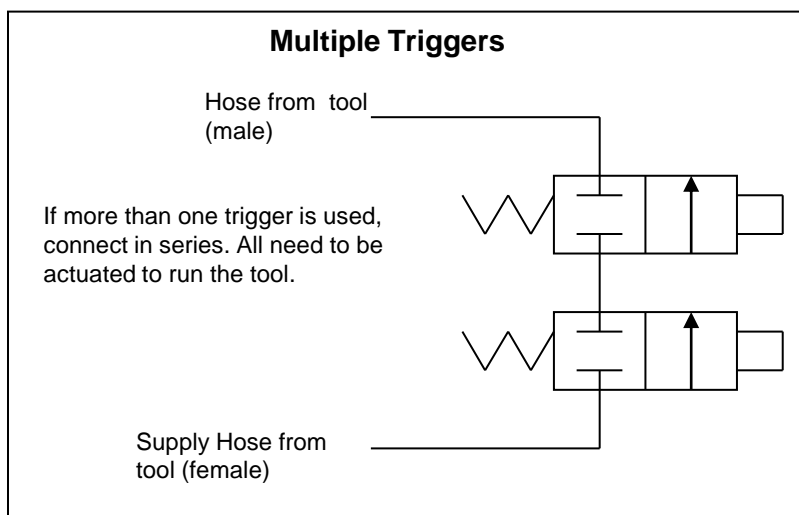 Multiple Triggers
Hose from tool
(male)
If more than one trigger is used,
connect in series. All need to be
actuated to run the tool.
Supply Hose from
tool (female)